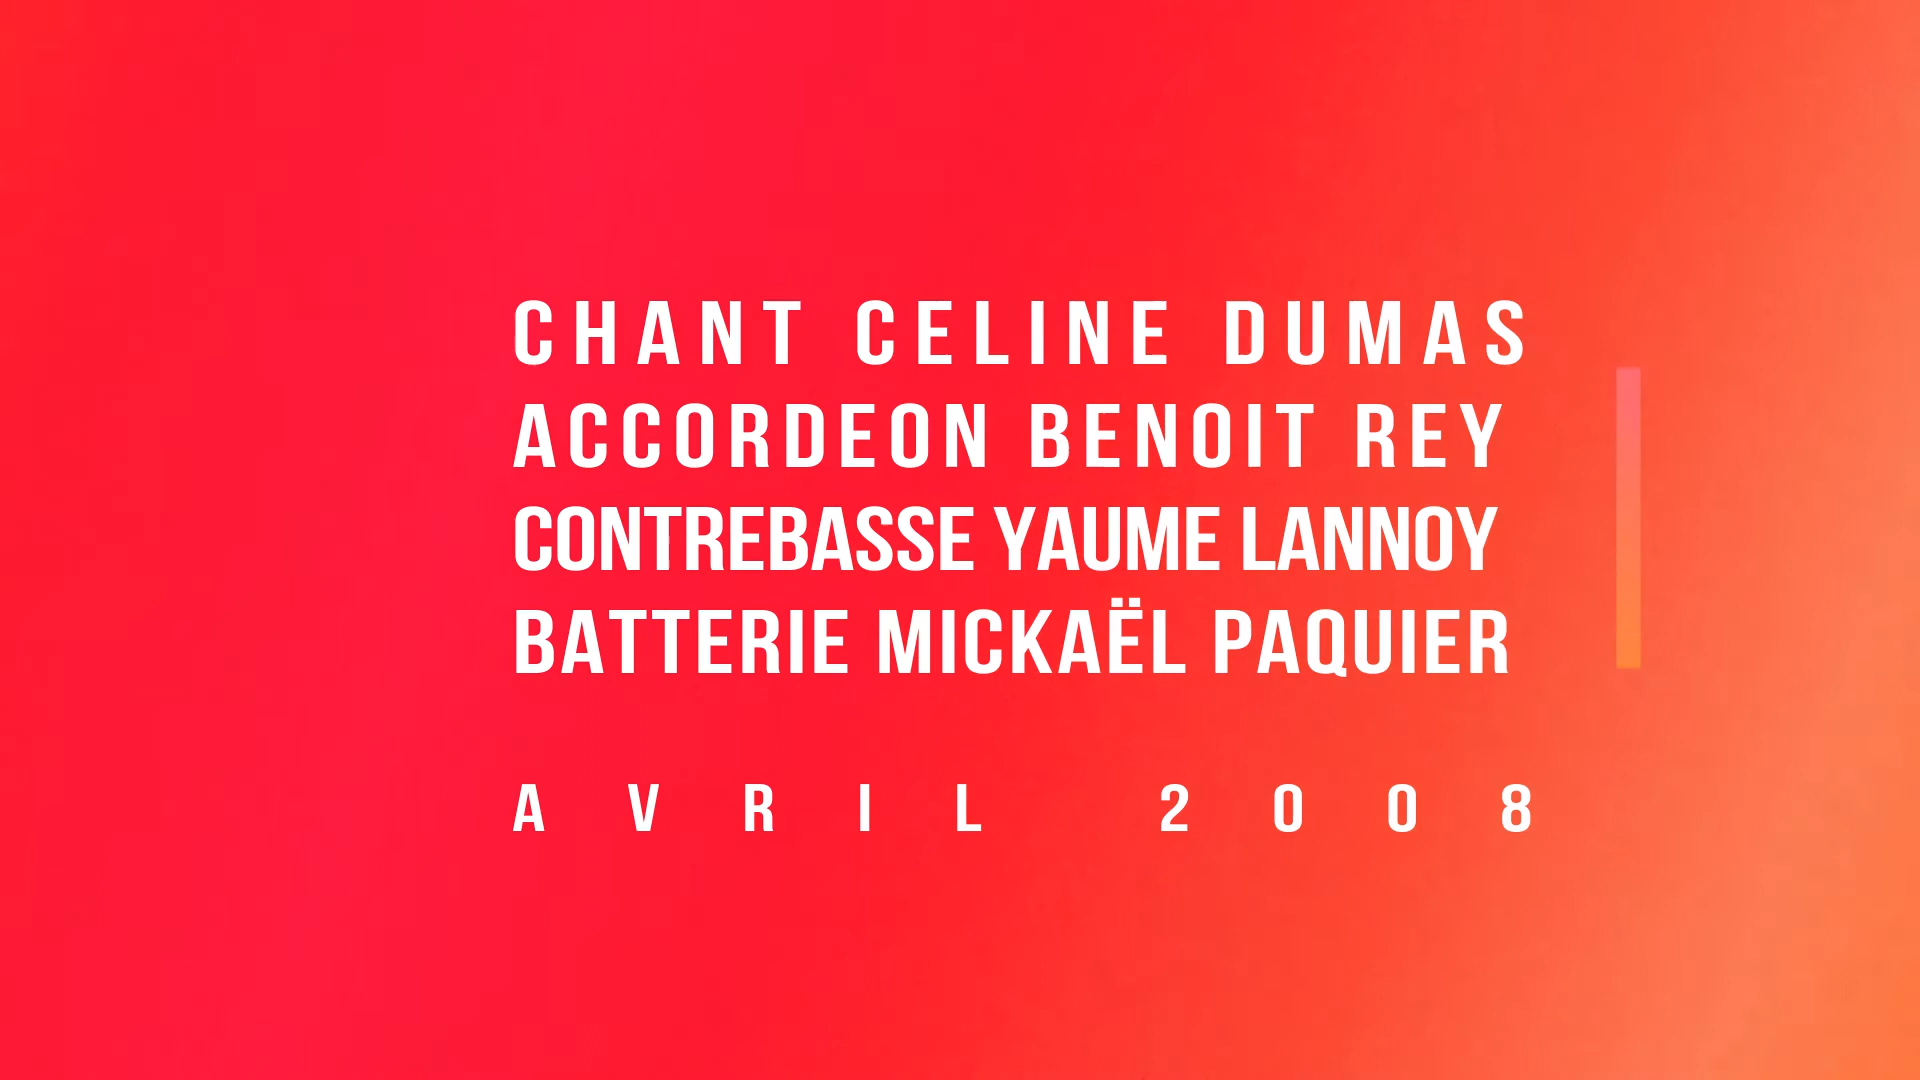 CHANT CELINE DUMAS
ACCORDEON BENOIT REY
CONTREBASSE YAUME LANNOY
BATTERIE MICKAËL PAQUIER
AVRIL 2008